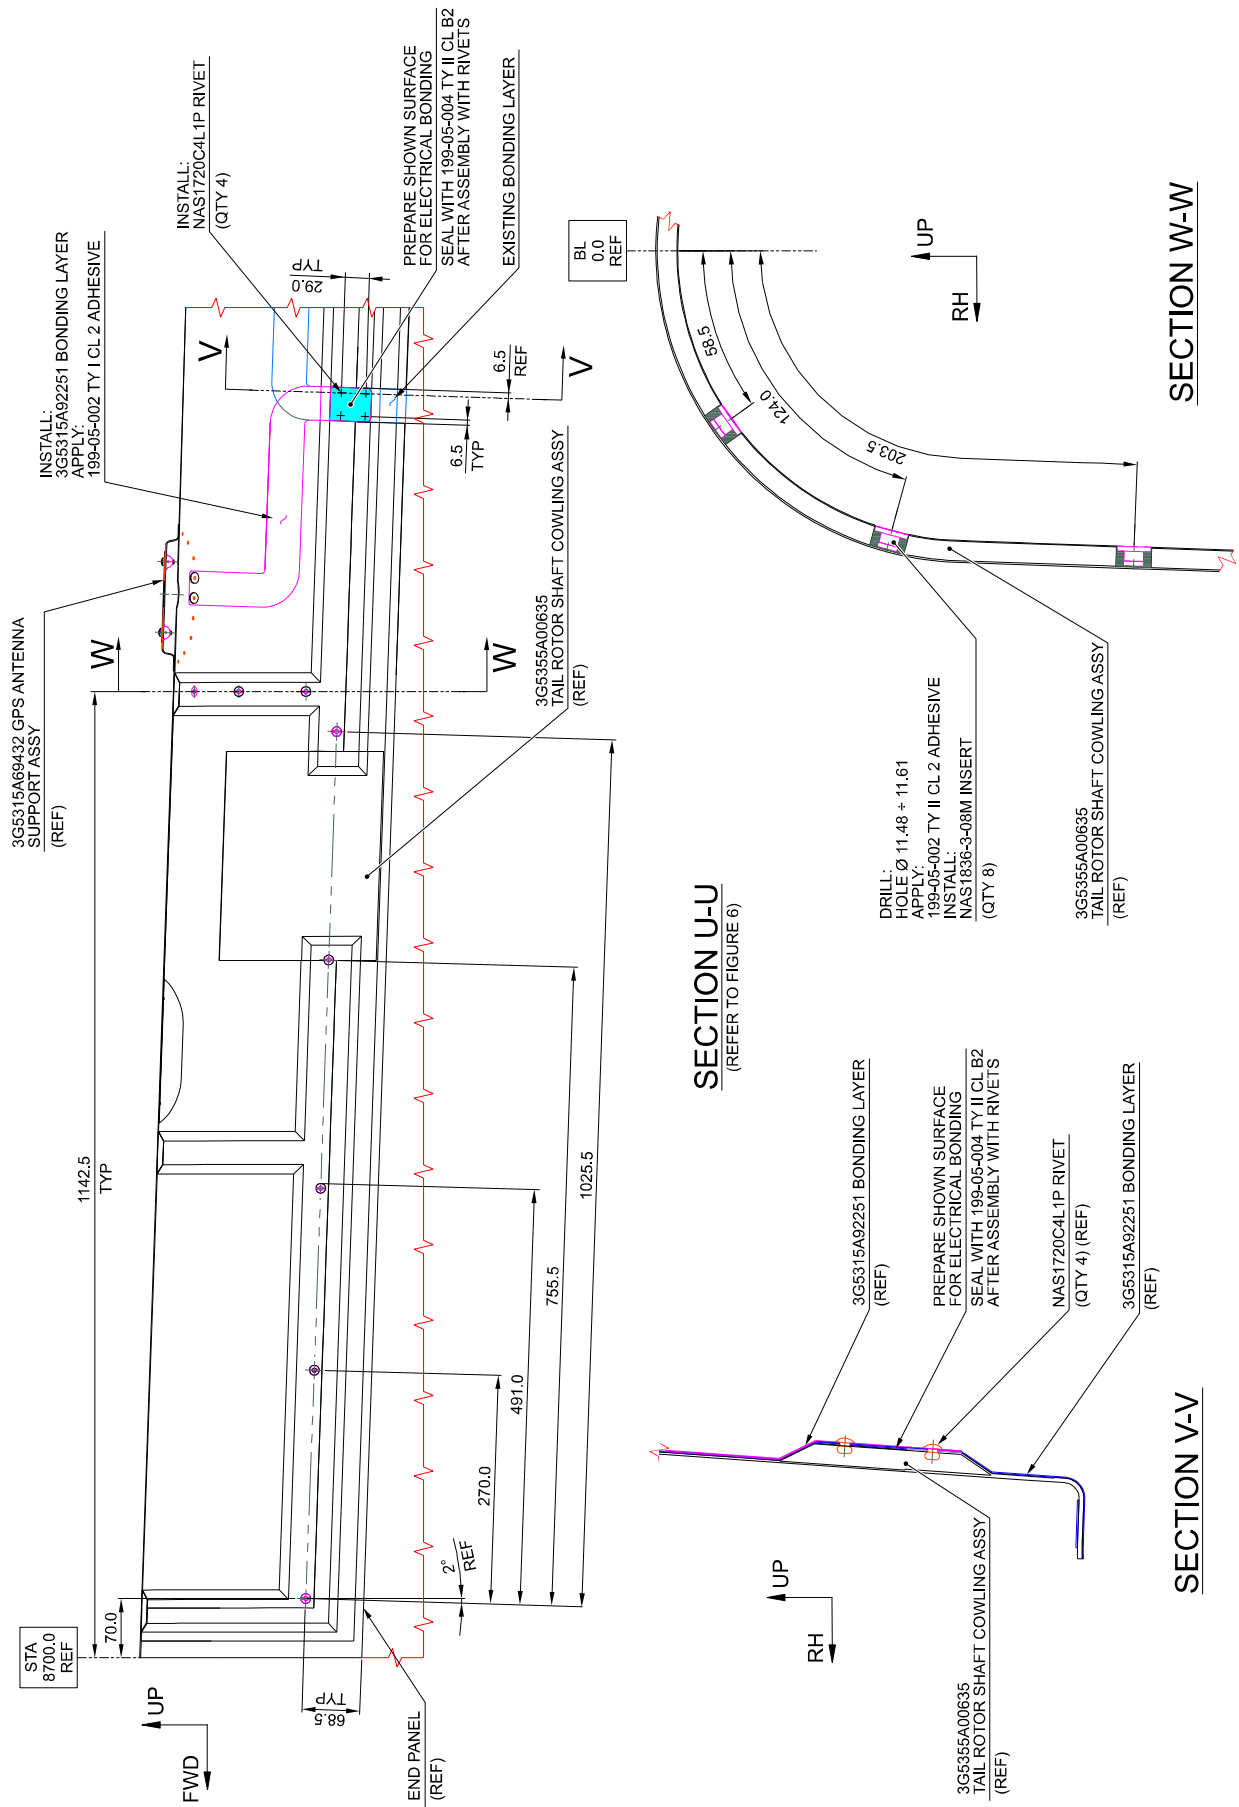 STA
8700.0
REF
UP
FWD
70.0
1142.5
TYP
68.5
TYP
END PANEL
(REF)
2°
REF
270.0
491.0
755.5
1025.5
3G5315A69432 GPS ANTENNA
SUPPORT ASSY
(REF)
W
W
3G5355A00635
TAIL ROTOR SHAFT COWLING ASSY
(REF)
INSTALL:
3G5315A92251 BONDING LAYER
APPLY:
199-05-002 TY I CL 2 ADHESIVE
INSTALL:
NAS1720C4L1P RIVET
(QTY 4)
V
V
29.0
TYP
6.5
TYP
6.5
REF
PREPARE SHOWN SURFACE
FOR ELECTRICAL BONDING
SEAL WITH 199-05-004 TY II CL B2
AFTER ASSEMBLY WITH RIVETS
EXISTING BONDING LAYER
SECTION U-U
(REFER TO FIGURE 6)
UP
RH
3G5315A92251 BONDING LAYER
(REF)
PREPARE SHOWN SURFACE
FOR ELECTRICAL BONDING
SEAL WITH 199-05-004 TY II CL B2
AFTER ASSEMBLY WITH RIVETS
NAS1720C4L1P RIVET
(QTY 4) (REF)
3G5315A92251 BONDING LAYER
(REF)
3G5355A00635
TAIL ROTOR SHAFT COWLING ASSY
(REF)
SECTION V-V
BL
0.0
REF
58.5
124.0
203.5
UP
RH
DRILL:
HOLE Ø 11.48 ÷ 11.61
APPLY:
199-05-002 TY II CL 2 ADHESIVE
INSTALL:
NAS1836-3-08M INSERT
(QTY 8)
3G5355A00635
TAIL ROTOR SHAFT COWLING ASSY
(REF)
SECTION W-W